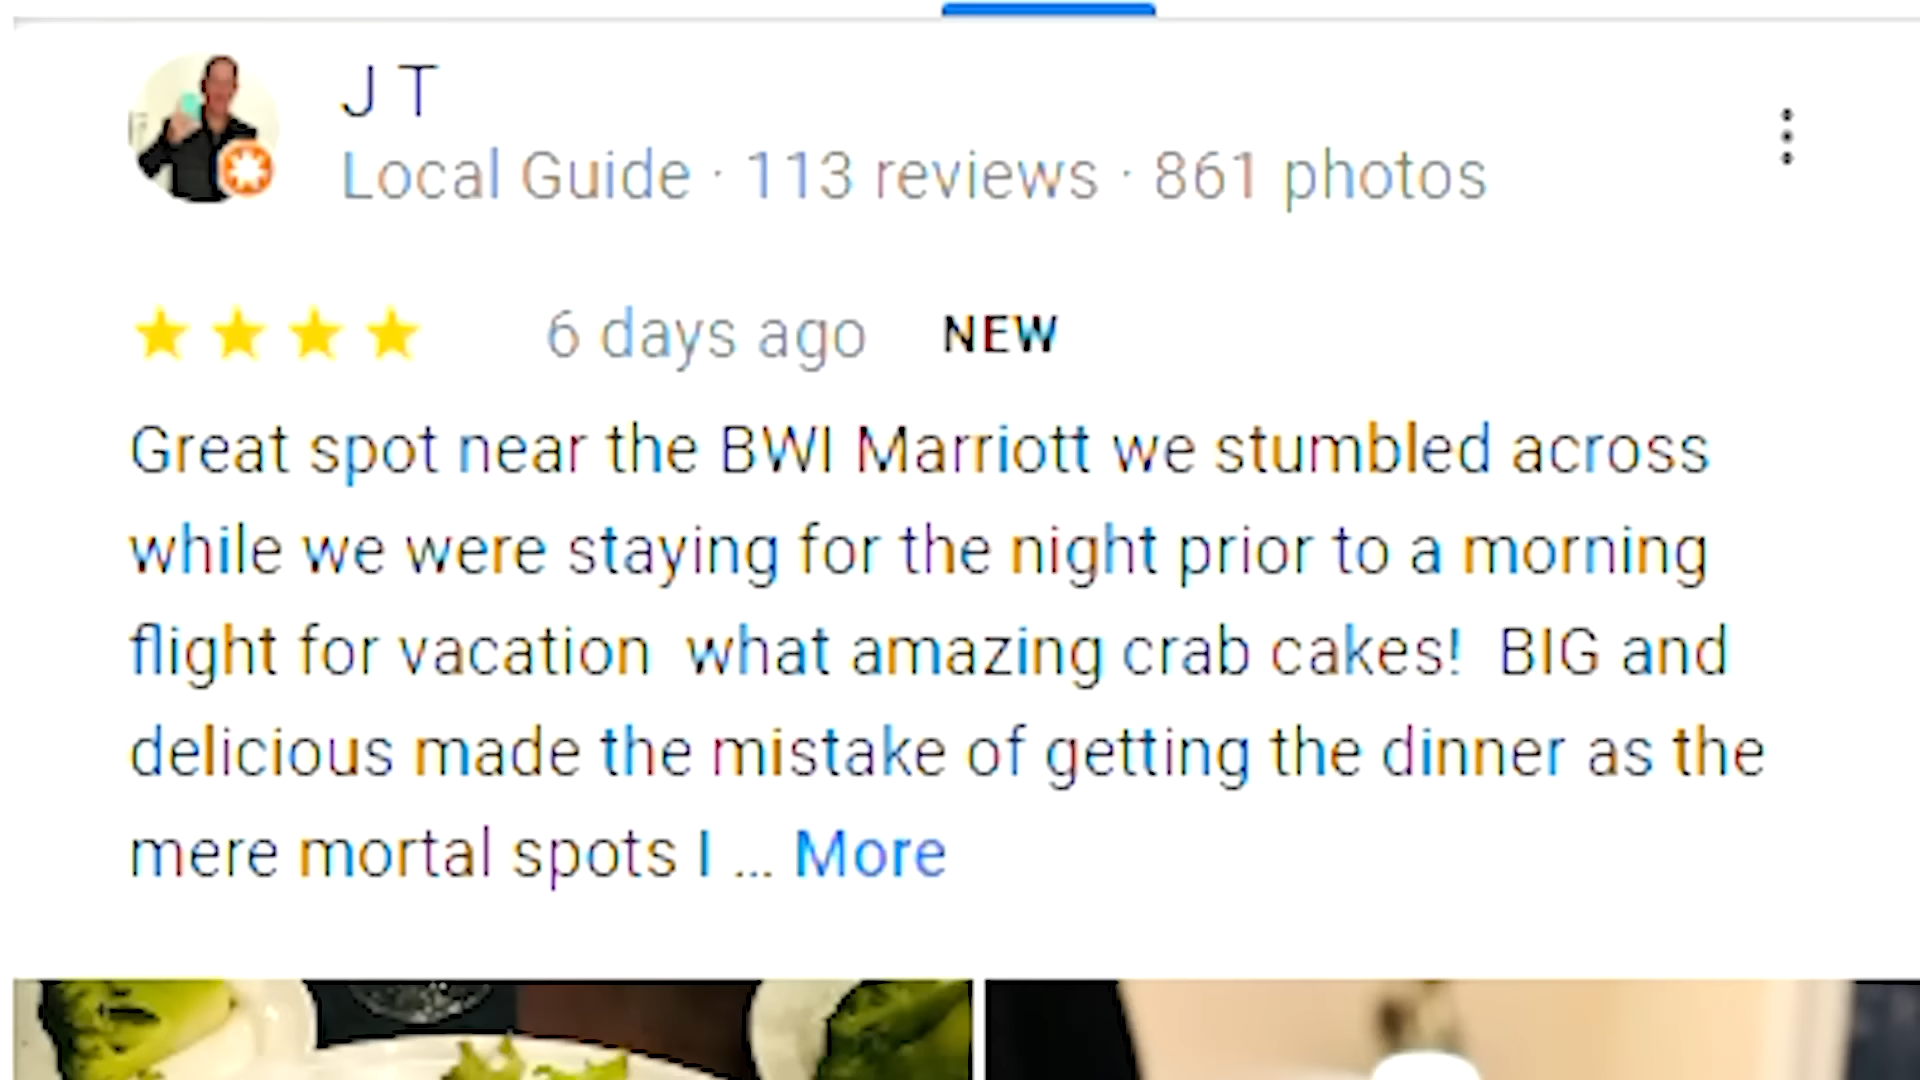 J T
Local Guide · 113 reviews · 861 photos
6 days ago NEW
Great spot near the BWI Marriott we stumbled across
while we were staying for the night prior to a morning
flight for vacation  what amazing crab cakes!  BIG and
delicious made the mistake of getting the dinner as the
mere mortal spots I ... More